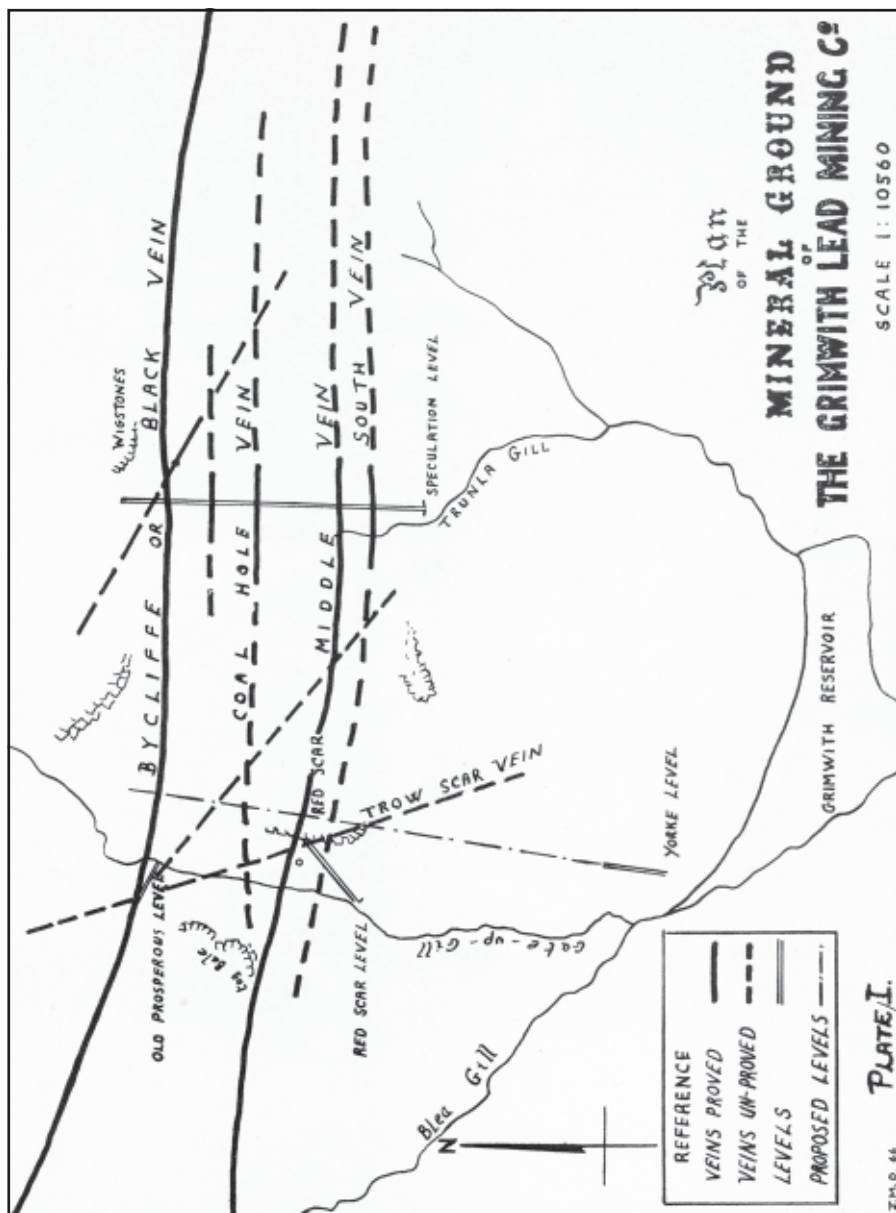 Plan
OF THE
MINERAL GROUND
OF
THE GRIMWITH LEAD MINING Cº
SCALE 1:10560
WIGSTONES
BYCLIFFE OR BLACK VEIN
COAL HOLE VEIN
MIDDLE VEIN
SOUTH VEIN
SPECULATION LEVEL
TRUNLA GILL
RED SCAR
TROW SCAR VEIN
OLD PROSPEROUS LEVEL
RED SCAR LEVEL
Gate-up-Gill
YORKE LEVEL
GRIMWITH RESERVOIR
Blea Gill
N
REFERENCE
VEINS PROVED
VEINS UN-PROVED
LEVELS
PROPOSED LEVELS
PLATE I.